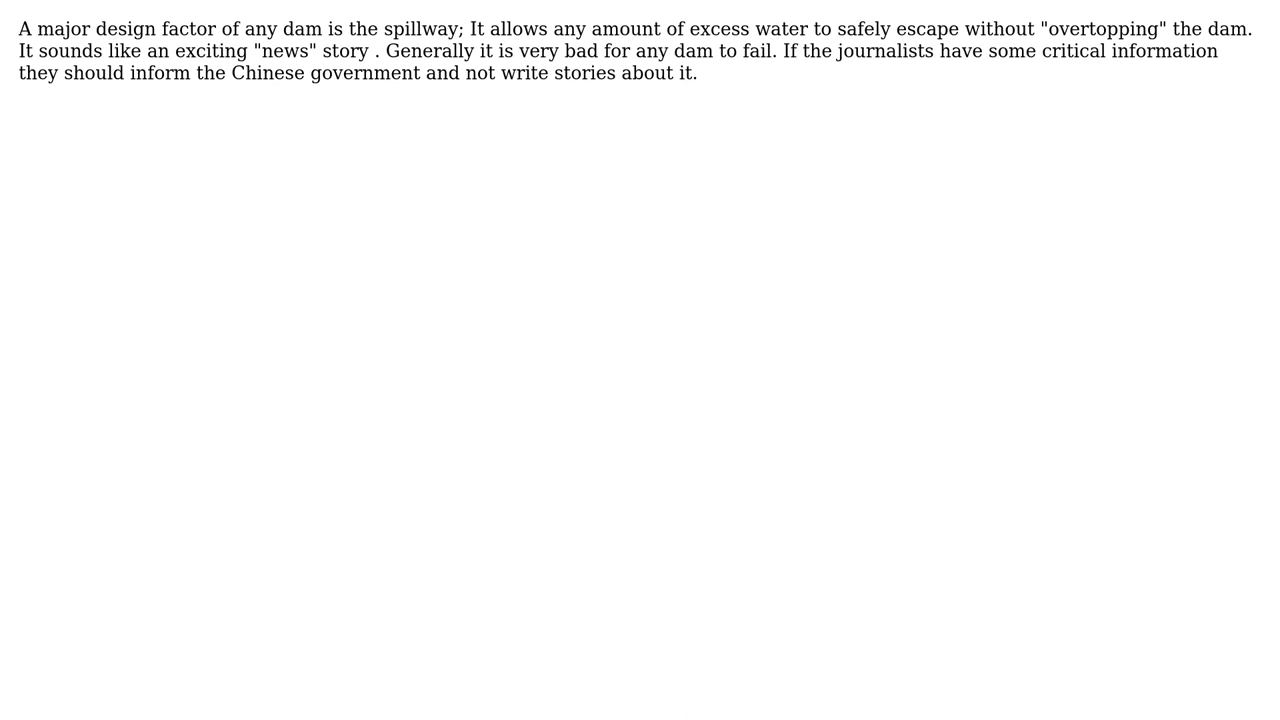 A major design factor of any dam is the spillway; It allows any amount of excess water to safely escape without "overtopping" the dam.
It sounds like an exciting "news" story . Generally it is very bad for any dam to fail. If the journalists have some critical information
they should inform the Chinese government and not write stories about it.